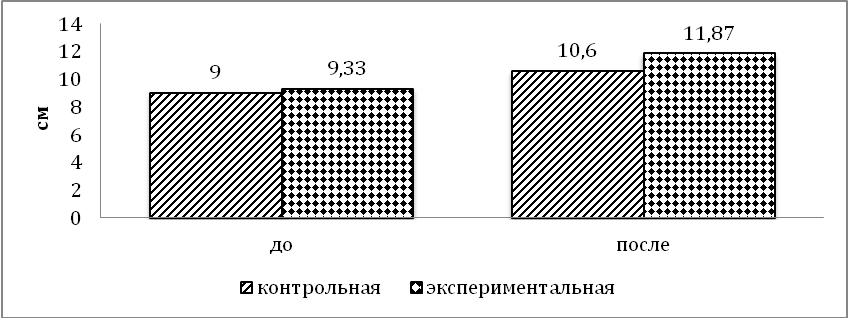 14
12
10
8
6
4
2
0
см
9
9,33
10,6
11,87
до
после
контрольная
экспериментальная